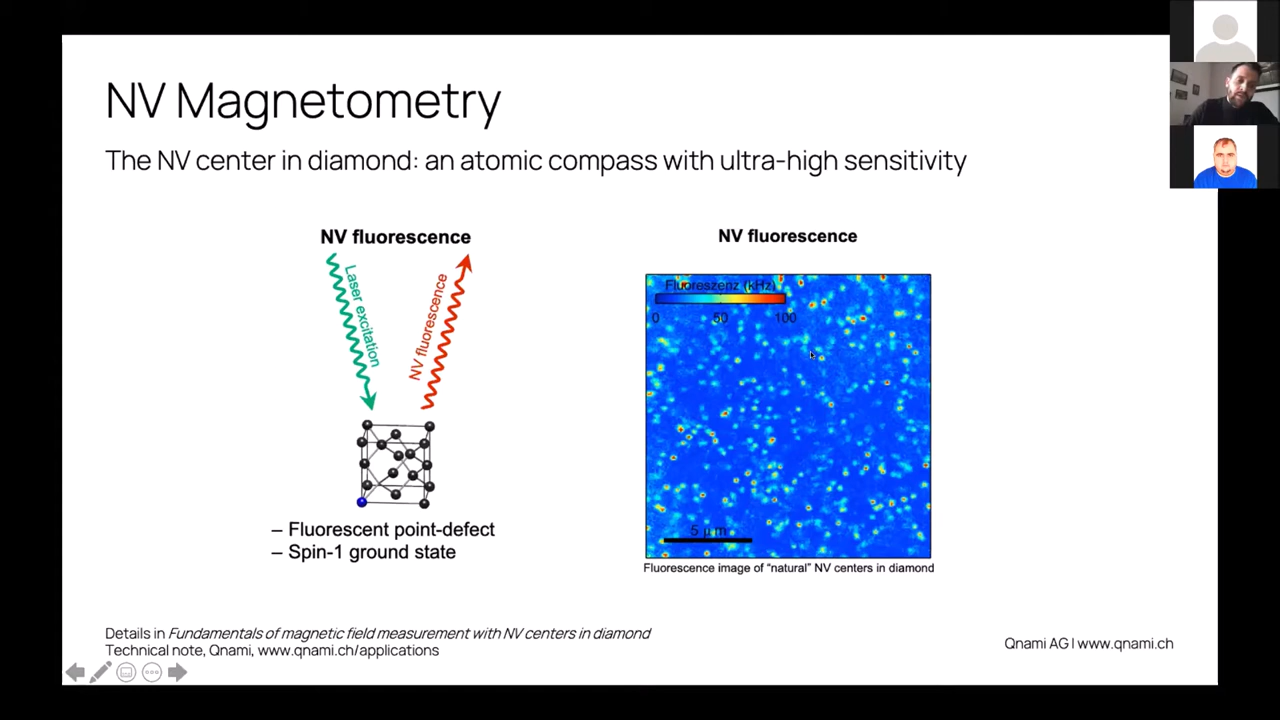 NV Magnetometry
The NV center in diamond: an atomic compass with ultra-high sensitivity
NV fluorescence
Laser excitation
NV fluorescence
– Fluorescent point-defect
– Spin-1 ground state
NV fluorescence
Fluoreszenz (kHz)
0 50 100
5 μm
Fluorescence image of “natural” NV centers in diamond
Details in Fundamentals of magnetic field measurement with NV centers in diamond
Technical note, Qnami, www.qnami.ch/applications
Qnami AG | www.qnami.ch